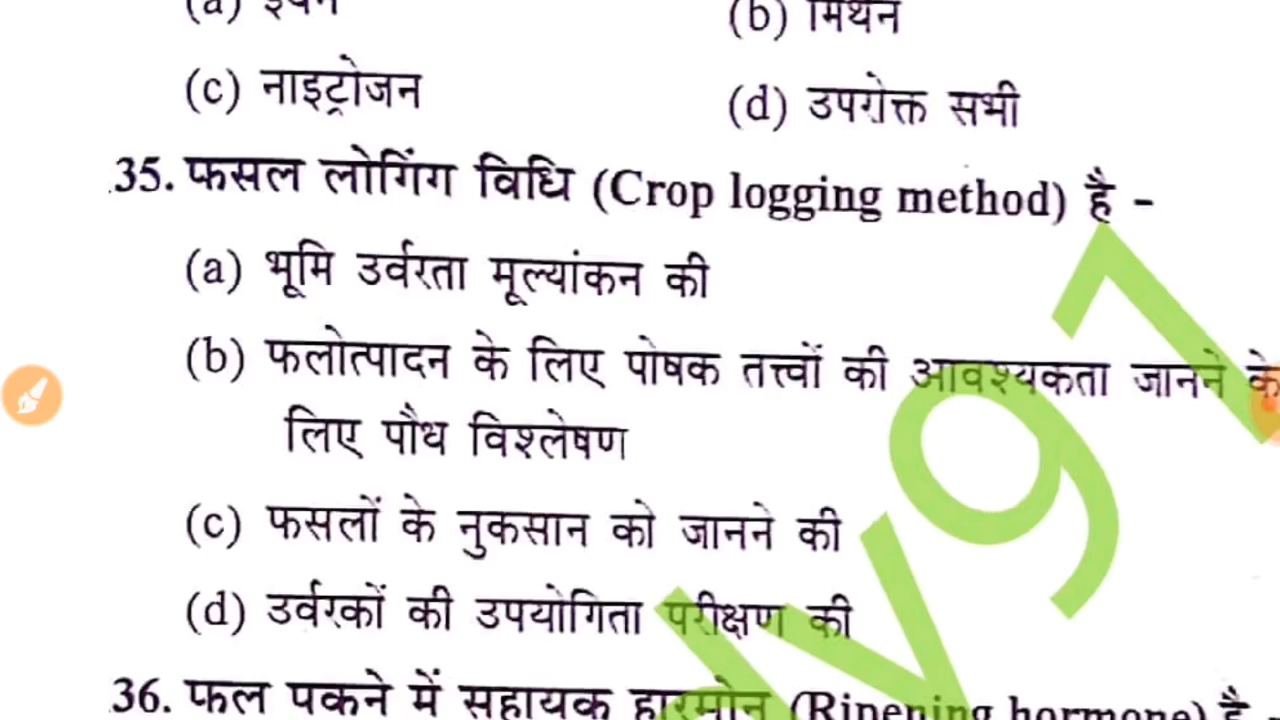 (a) इथेन
(b) मिथेन
(c) नाइट्रोजन
(d) उपरोक्त सभी
35. फसल लोगिंग विधि (Crop logging method) है -
(a) भूमि उर्वरता मूल्यांकन की
(b) फलोत्पादन के लिए पोषक तत्त्वों की आवश्यकता जानने के
लिए पौध विश्लेषण
(c) फसलों के नुकसान को जानने की
(d) उर्वरकों की उपयोगिता परीक्षण की
36. फल पकने में सहायक हारमोन (Ripening hormone) है -